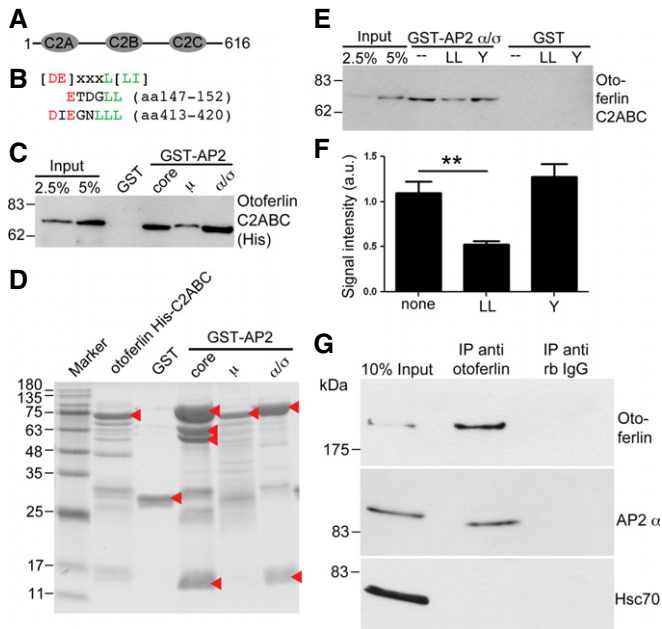 A
1 C2A C2B C2C 616
B
[DE]xxxL[LI]
ETDGLL (aa147-152)
DIEGNLLL (aa413-420)
C
Input GST GST-AP2
2.5% 5% core µ α/σ
83
62
Otoferlin
C2ABC
(His)
D
Marker otoferlin His-C2ABC GST GST-AP2
core µ α/σ
180
135
75
63
48
35
25
17
11
E
Input GST-AP2 α/σ GST
2.5% 5% -- LL Y -- LL Y
83
62
Oto-
ferlin
C2ABC
F
Signal intensity (a.u.)
1.5
1.0
0.5
0.0
**
none LL Y
G
kDa
10% Input
IP anti
otoferlin
IP anti
rb IgG
175
Oto-
ferlin
83
AP2 α
83
Hsc70